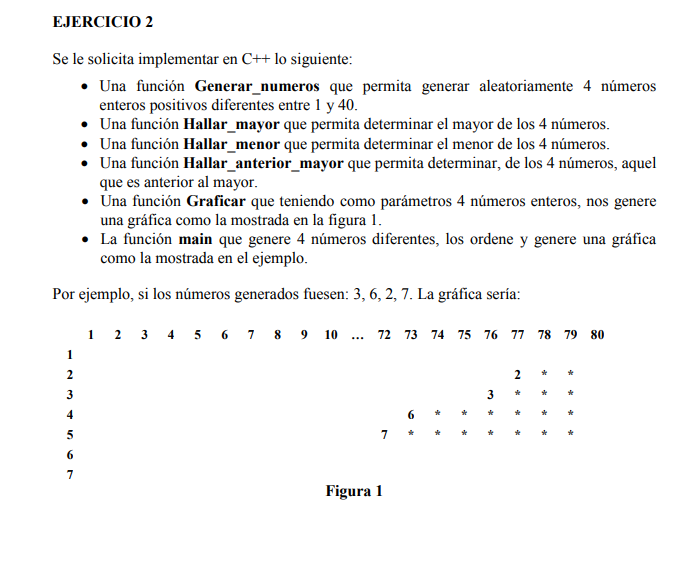 EJERCICIO 2
Se le solicita implementar en C++ lo siguiente:
• Una función Generar_numeros que permita generar aleatoriamente 4 números
enteros positivos diferentes entre 1 y 40.
• Una función Hallar_mayor que permita determinar el mayor de los 4 números.
• Una función Hallar_menor que permita determinar el menor de los 4 números.
• Una función Hallar_anterior_mayor que permita determinar, de los 4 números, aquel
que es anterior al mayor.
• Una función Graficar que teniendo como parámetros 4 números enteros, nos genere
una gráfica como la mostrada en la figura 1.
• La función main que genere 4 números diferentes, los ordene y genere una gráfica
como la mostrada en el ejemplo.
Por ejemplo, si los números generados fuesen: 3, 6, 2, 7. La gráfica sería:
1 2 3 4 5 6 7 8 9 10 ... 72 73 74 75 76 77 78 79 80
1
2 2 * *
3 3 * * *
4 6 * * * * * *
5 7 * * * * * * *
6
7
Figura 1